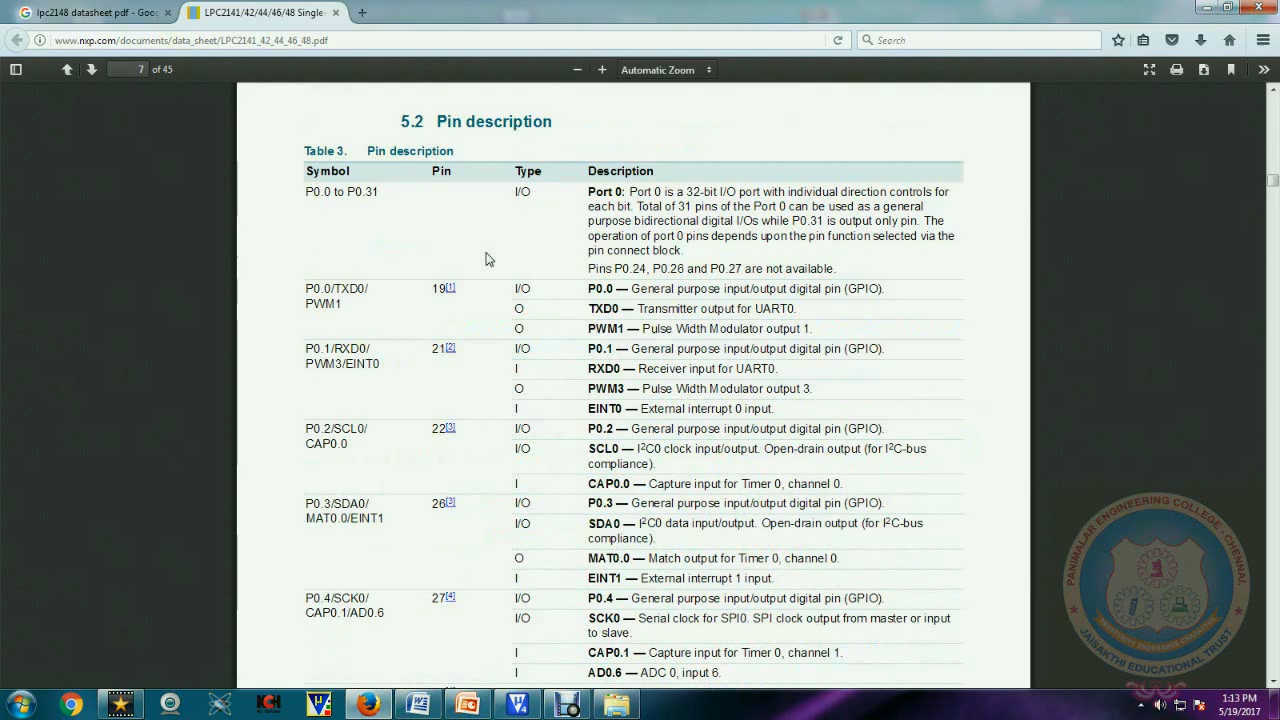 lpc2148 datasheet pdf - Goo
LPC2141/42/44/46/48 Single-
www.nxp.com/documents/data_sheet/LPC2141_42_44_46_48.pdf
Search
7 of 45
Automatic Zoom
5.2 Pin description
Table 3. Pin description
Symbol Pin Type Description
P0.0 to P0.31 I/O Port 0: Port 0 is a 32-bit I/O port with individual direction controls for
each bit. Total of 31 pins of the Port 0 can be used as a general
purpose bidirectional digital I/Os while P0.31 is output only pin. The
operation of port 0 pins depends upon the pin function selected via the
pin connect block.
Pins P0.24, P0.26 and P0.27 are not available.
P0.0/TXD0/ 19[1] I/O P0.0 — General purpose input/output digital pin (GPIO).
PWM1 O TXD0 — Transmitter output for UART0.
O PWM1 — Pulse Width Modulator output 1.
P0.1/RXD0/ 21[2] I/O P0.1 — General purpose input/output digital pin (GPIO).
PWM3/EINT0 I RXD0 — Receiver input for UART0.
O PWM3 — Pulse Width Modulator output 3.
I EINT0 — External interrupt 0 input.
P0.2/SCL0/ 22[3] I/O P0.2 — General purpose input/output digital pin (GPIO).
CAP0.0 I/O SCL0 — I2C0 clock input/output. Open-drain output (for I2C-bus
compliance).
I CAP0.0 — Capture input for Timer 0, channel 0.
P0.3/SDA0/ 26[3] I/O P0.3 — General purpose input/output digital pin (GPIO).
MAT0.0/EINT1 I/O SDA0 — I2C0 data input/output. Open-drain output (for I2C-bus
compliance).
O MAT0.0 — Match output for Timer 0, channel 0.
I EINT1 — External interrupt 1 input.
P0.4/SCK0/ 27[4] I/O P0.4 — General purpose input/output digital pin (GPIO).
CAP0.1/AD0.6 I/O SCK0 — Serial clock for SPI0. SPI clock output from master or input
to slave.
I CAP0.1 — Capture input for Timer 0, channel 1.
I AD0.6 — ADC 0, input 6.
PANIMALAR ENGINEERING COLLEGE-CHENNAI
JAISAKTHI EDUCATIONAL TRUST
1:13 PM
5/19/2017